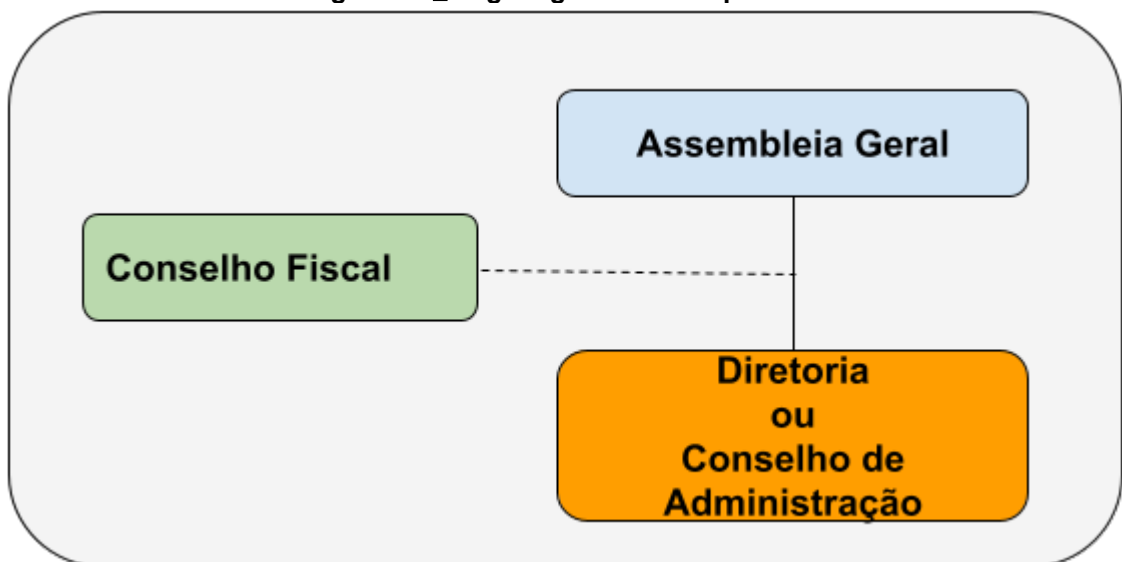 Assembleia Geral
Conselho Fiscal
Diretoria
ou
Conselho de
Administração